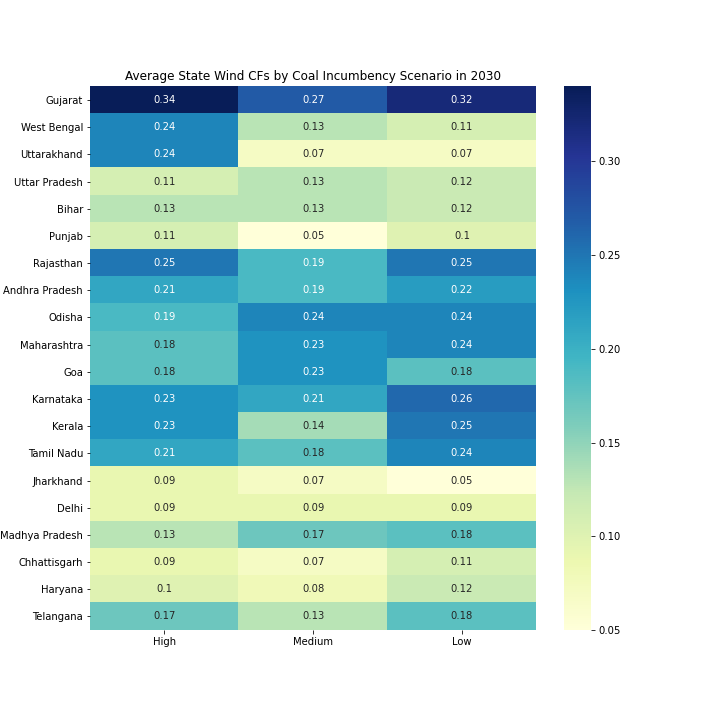 Average State Wind CFs by Coal Incumbency Scenario in 2030
Gujarat 0.34 0.27 0.32
West Bengal 0.24 0.13 0.11
Uttarakhand 0.24 0.07 0.07
Uttar Pradesh 0.11 0.13 0.12
Bihar 0.13 0.13 0.12
Punjab 0.11 0.05 0.1
Rajasthan 0.25 0.19 0.25
Andhra Pradesh 0.21 0.19 0.22
Odisha 0.19 0.24 0.24
Maharashtra 0.18 0.23 0.24
Goa 0.18 0.23 0.18
Karnataka 0.23 0.21 0.26
Kerala 0.23 0.14 0.25
Tamil Nadu 0.21 0.18 0.24
Jharkhand 0.09 0.07 0.05
Delhi 0.09 0.09 0.09
Madhya Pradesh 0.13 0.17 0.18
Chhattisgarh 0.09 0.07 0.11
Haryana 0.1 0.08 0.12
Telangana 0.17 0.13 0.18
High Medium Low
0.30
0.25
0.20
0.15
0.10
0.05